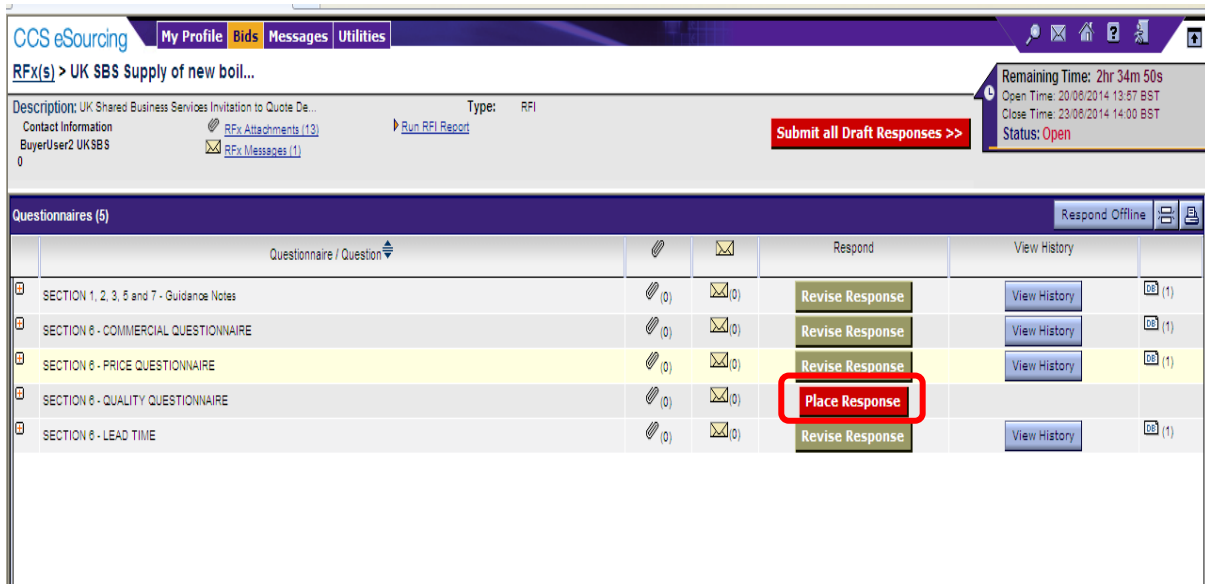 CCS eSourcing My Profile Bids Messages Utilities
RFx(s) > UK SBS Supply of new boil...
Remaining Time: 2hr 34m 50s
Open Time: 20/06/2014 13:57 BST
Close Time: 23/06/2014 14:00 BST
Status: Open
Description: UK Shared Business Services Invitation to Quote De... Type: RFI
Contact Information RFx Attachments (13) Run RFI Report
BuyerUser2 UKSBS RFx Messages (1)
0
Submit all Draft Responses >>
Questionnaires (5) Respond Offline
Questionnaire / Question Respond View History
SECTION 1, 2, 3, 5 and 7 - Guidance Notes (0) (0) Revise Response View History DB (1)
SECTION 6 - COMMERCIAL QUESTIONNAIRE (0) (0) Revise Response View History DB (1)
SECTION 6 - PRICE QUESTIONNAIRE (0) (0) Revise Response View History DB (1)
SECTION 6 - QUALITY QUESTIONNAIRE (0) (0) Place Response
SECTION 6 - LEAD TIME (0) (0) Revise Response View History DB (1)